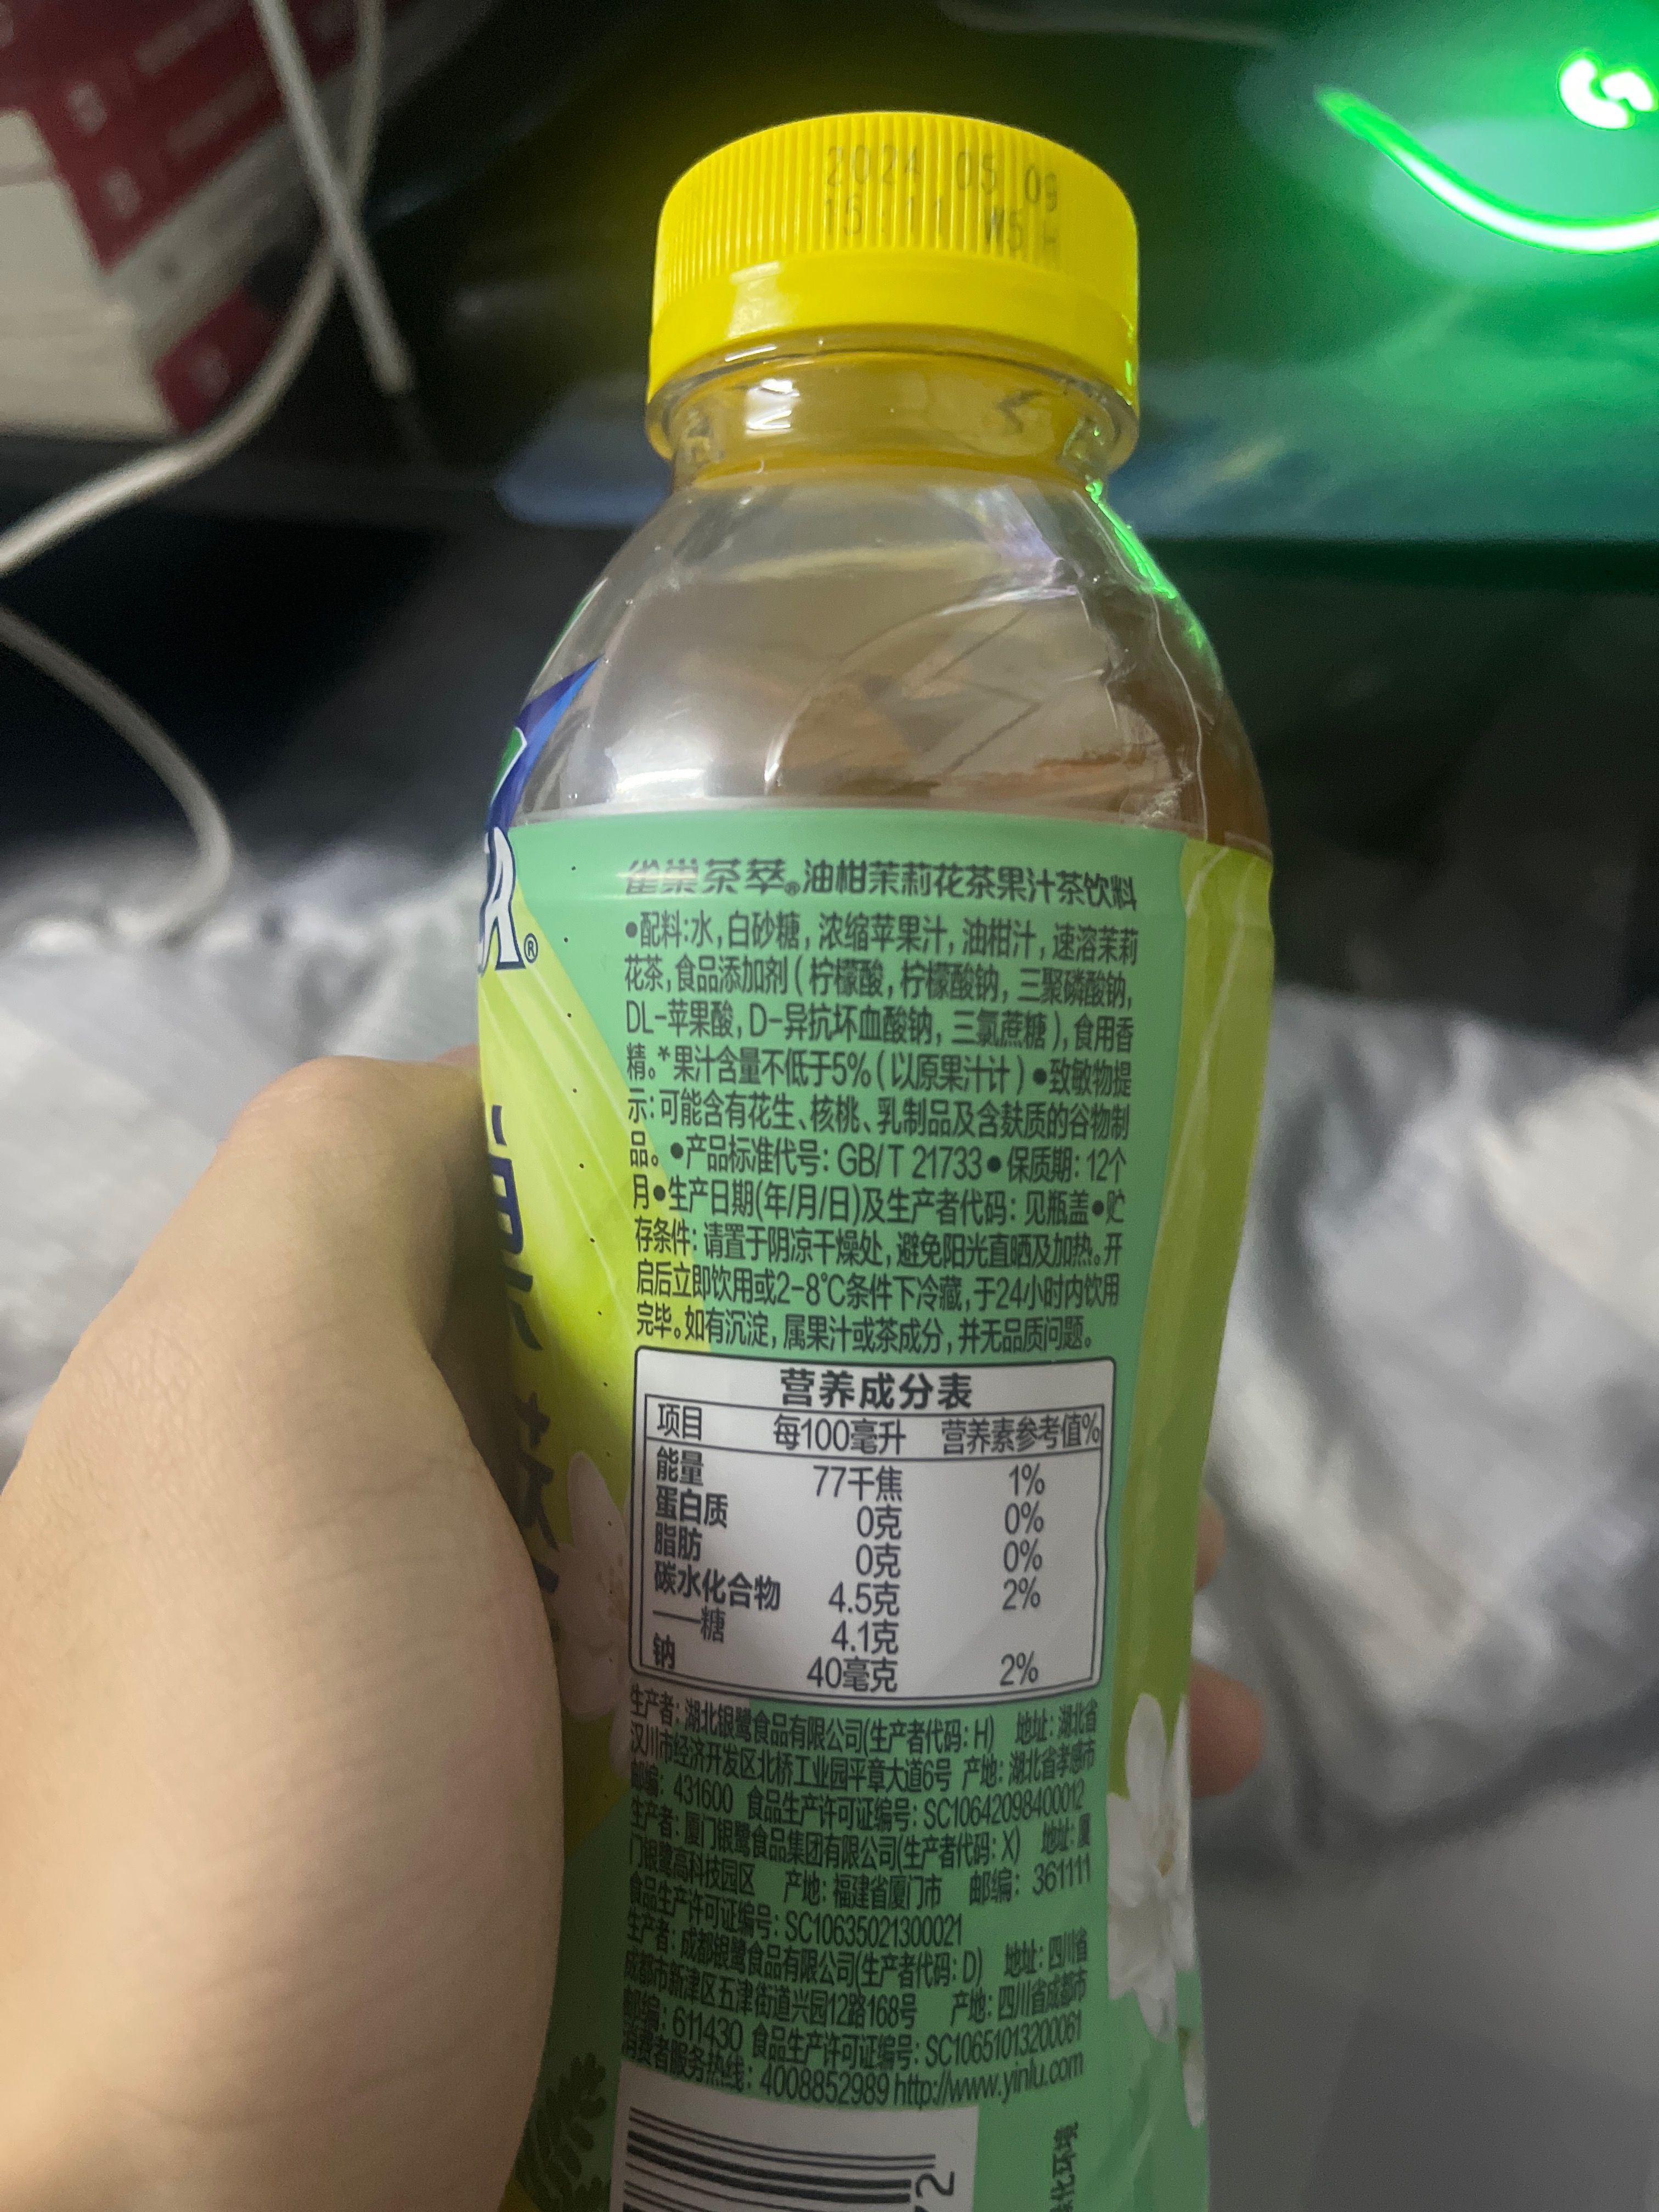 2024 05 09
15:11 W5 H
A®
雀巢茶萃®油柑茉莉花茶果汁茶饮料
●配料:水,白砂糖,浓缩苹果汁,油柑汁,速溶茉莉
花茶,食品添加剂(柠檬酸,柠檬酸钠,三聚磷酸钠,
DL-苹果酸,D-异抗坏血酸钠,三氯蔗糖),食用香
精。*果汁含量不低于5%(以原果汁计)●致敏物提
示:可能含有花生、核桃、乳制品及含麸质的谷物制
品。●产品标准代号:GB/T 21733●保质期:12个
月●生产日期(年/月/日)及生产者代码:见瓶盖●贮
存条件:请置于阴凉干燥处,避免阳光直晒及加热。开
启后立即饮用或2-8℃条件下冷藏,于24小时内饮用
完毕。如有沉淀,属果汁或茶成分,并无品质问题。
营养成分表
项目 每100毫升 营养素参考值%
能量 77千焦 1%
蛋白质 0克 0%
脂肪 0克 0%
碳水化合物 4.5克 2%
——糖 4.1克
钠 40毫克 2%
生产者:湖北银鹭食品有限公司(生产者代码:H) 地址:湖北省
汉川市经济开发区北桥工业园平章大道6号 产地:湖北省孝感市
邮编:431600 食品生产许可证编号:SC10642098400012
生产者:厦门银鹭食品集团有限公司(生产者代码:X) 地址:厦
门银鹭高科技园区 产地:福建省厦门市 邮编:361111
食品生产许可证编号:SC10635021300021
生产者:成都银鹭食品有限公司(生产者代码:D) 地址:四川省
成都市新津区五津街道兴园12路168号 产地:四川省成都市
邮编:611430 食品生产许可证编号:SC10651013200061
消费者服务热线:4008852989 http://www.yinlu.com
72
化环境